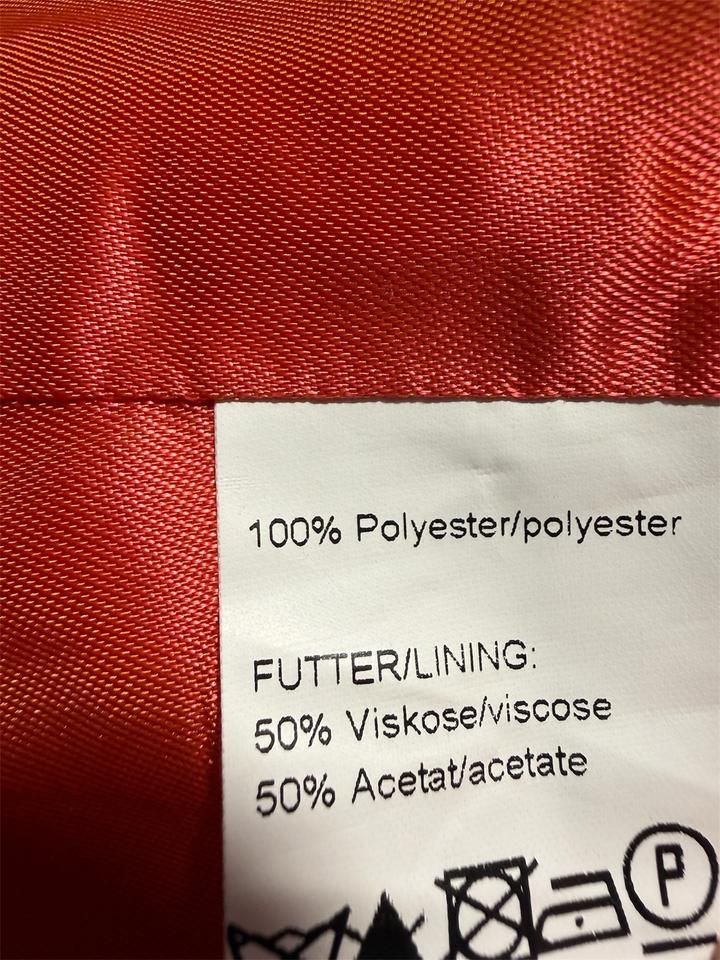 100% Polyester/polyester
FUTTER/LINING:
50% Viskose/viscose
50% Acetat/acetate
P